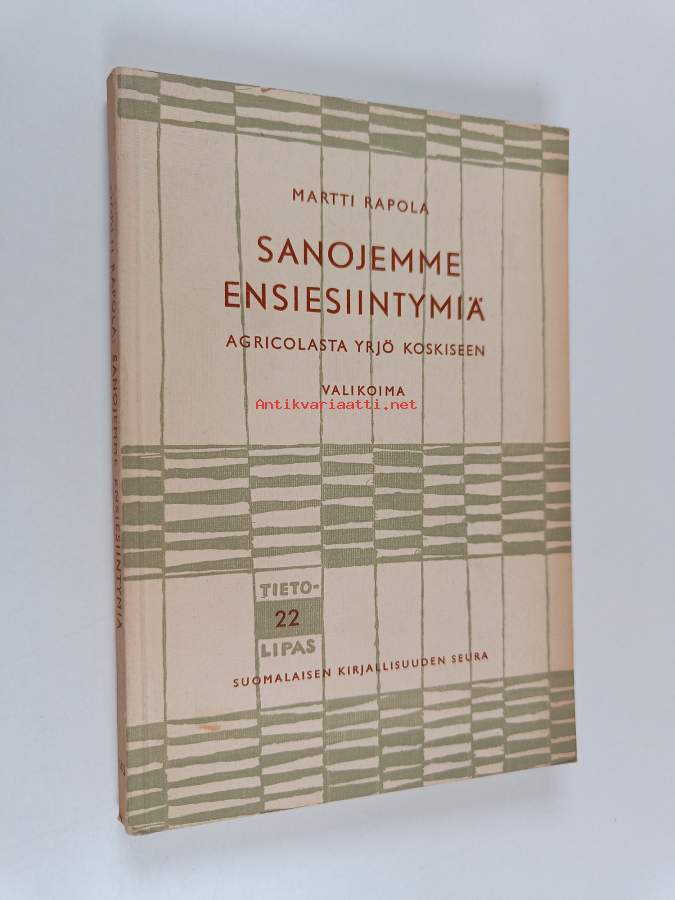 MARTTI RAPOLA
SANOJEMME
ENSIESIINTYMIÄ
AGRICOLASTA YRJÖ KOSKISEEN
VALIKOIMA
Antikvariaatti.net
TIETO-
22
LIPAS
SUOMALAISEN KIRJALLISUUDEN SEURA
MARTTI RAPOLA: SANOJEMME ENSIESIINTYMIÄ